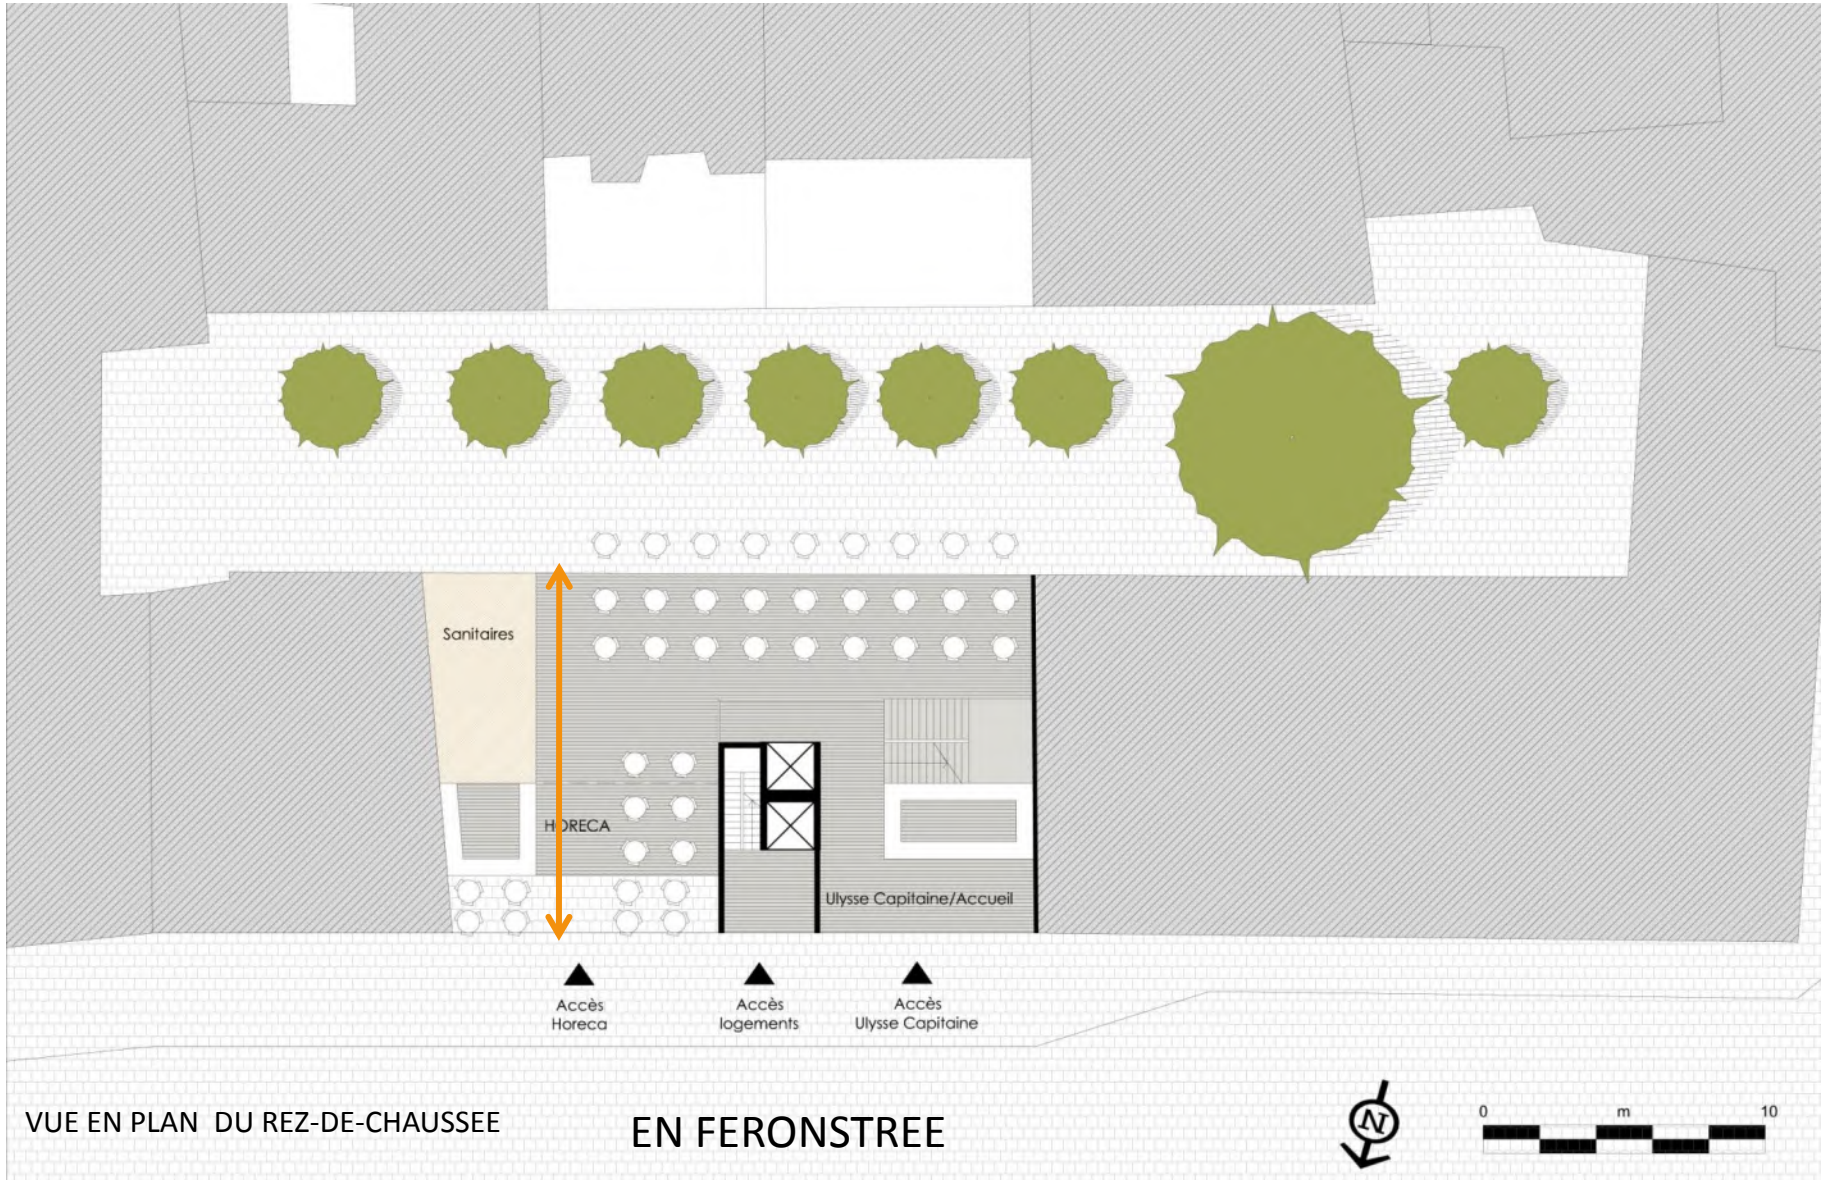 Sanitaires
HORECA
Ulysse Capitaine/Accueil
Accès
Horeca
Accès
logements
Accès
Ulysse Capitaine
VUE EN PLAN DU REZ-DE-CHAUSSEE
EN FERONSTREE
N
0 m 10